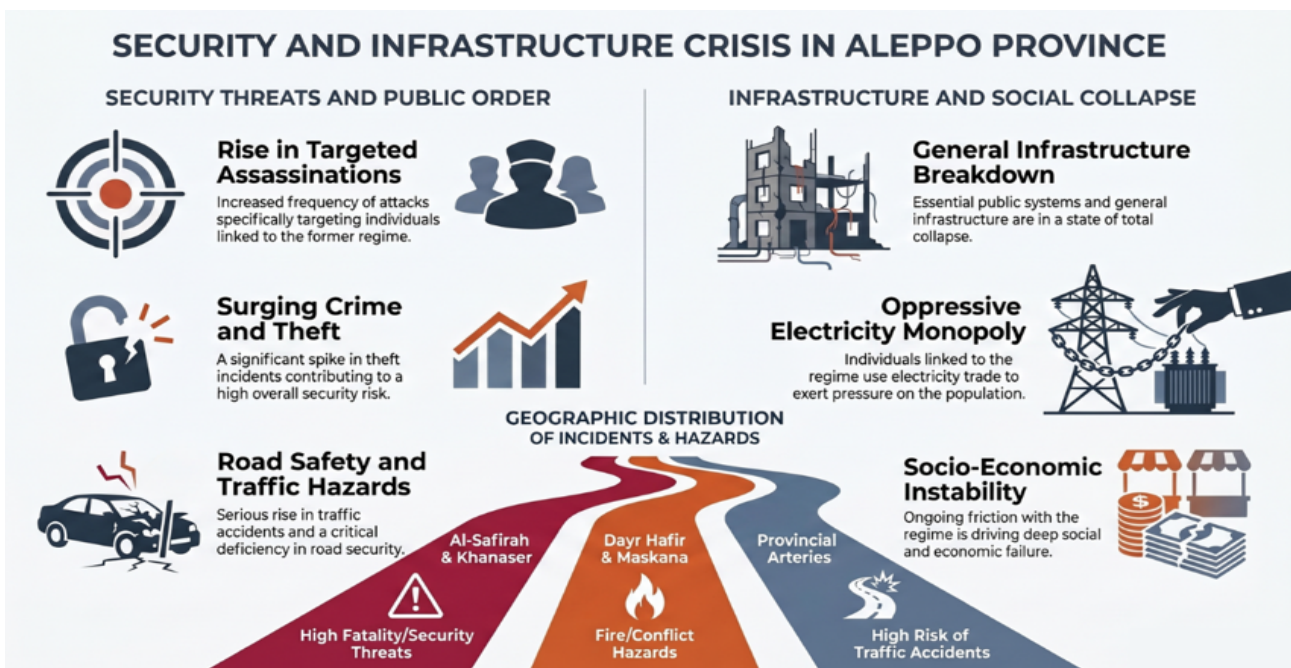 SECURITY AND INFRASTRUCTURE CRISIS IN ALEPPO PROVINCE
SECURITY THREATS AND PUBLIC ORDER
Rise in Targeted
Assassinations
Increased frequency of attacks
specifically targeting individuals
linked to the former regime.
Surging Crime
and Theft
A significant spike in theft
incidents contributing to a
high overall security risk.
Road Safety and
Traffic Hazards
Serious rise in traffic
accidents and a critical
deficiency in road security.
INFRASTRUCTURE AND SOCIAL COLLAPSE
General Infrastructure
Breakdown
Essential public systems and general
infrastructure are in a state of total
collapse.
Oppressive
Electricity Monopoly
Individuals linked to the
regime use electricity trade to
exert pressure on the population.
Socio-Economic
Instability
Ongoing friction with the
regime is driving deep social
and economic failure.
$
GEOGRAPHIC DISTRIBUTION
OF INCIDENTS & HAZARDS
Al-Safirah
& Khanaser
High Fatality/Security
Threats
Dayr Hafir
& Maskana
Fire/Conflict
Hazards
Provincial
Arteries
High Risk of
Traffic Accidents